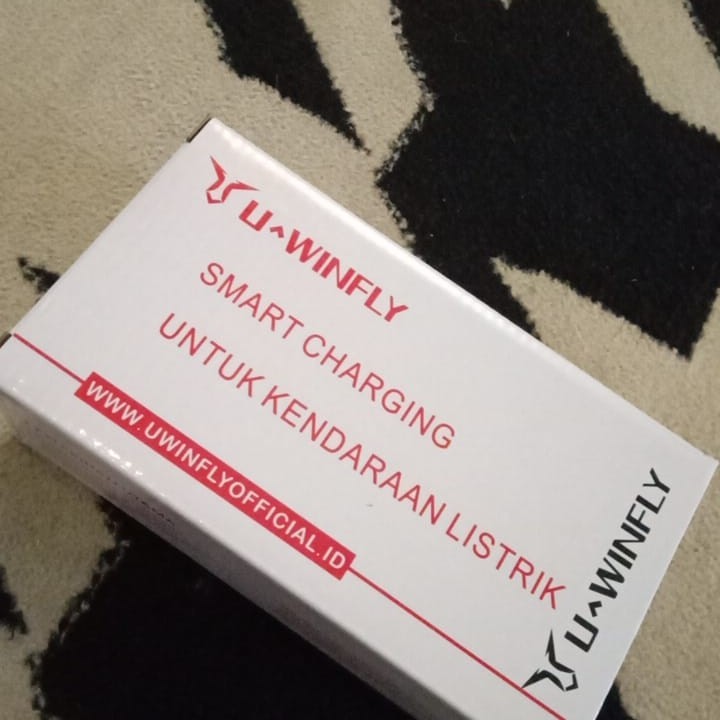 U^WINFLY
SMART CHARGING
UNTUK KENDARAAN LISTRIK
WWW.UWINFLYOFFICIAL.ID
U^WINFLY